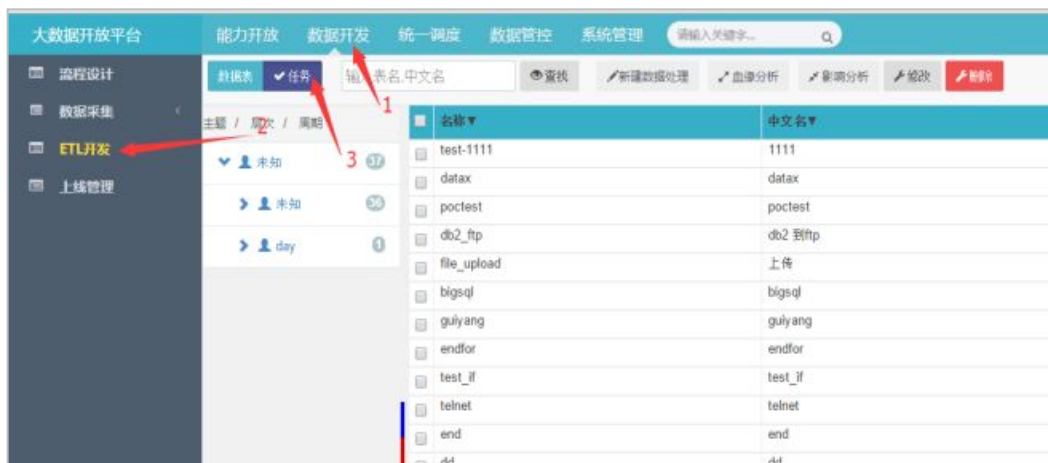 大数据开放平台 能力开放 数据开发 统一调度 数据管控 系统管理 请输入关键字...
流程设计 数据表 任务 输入表名,中文名 查找 新建数据处理 血缘分析 影响分析 修改 删除
1
数据采集 主题 / 层次 / 周期 名称▼ 中文名▼
2
ETL开发 3 未知 37 test-1111 1111
datax datax
上线管理 未知 36 poctest poctest
db2_ftp db2 到ftp
day 1 file_upload 上传
bigsql bigsql
guiyang guiyang
endfor endfor
test_if test_if
telnet telnet
end end
dd dd